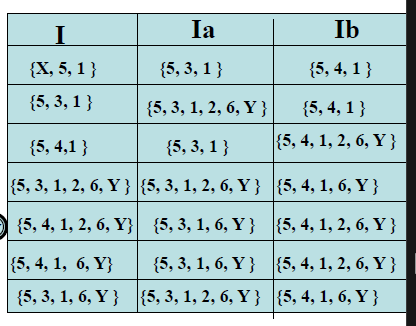 I Ia Ib
{X, 5, 1 } {5, 3, 1 } {5, 4, 1 }
{5, 3, 1 } {5, 3, 1, 2, 6, Y } {5, 4, 1 }
{5, 4,1 } {5, 3, 1 } {5, 4, 1, 2, 6, Y }
{5, 3, 1, 2, 6, Y } {5, 3, 1, 2, 6, Y } {5, 4, 1, 6, Y }
{5, 4, 1, 2, 6, Y} {5, 3, 1, 6, Y } {5, 4, 1, 2, 6, Y }
{5, 4, 1, 6, Y} {5, 3, 1, 6, Y } {5, 4, 1, 2, 6, Y }
{5, 3, 1, 6, Y } {5, 3, 1, 2, 6, Y } {5, 4, 1, 6, Y }